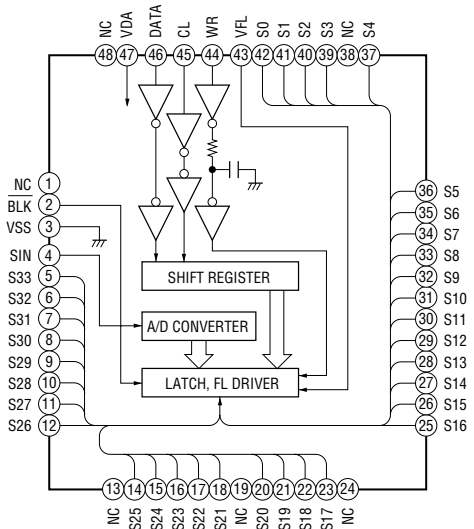 NC
VDA
DATA
CL
WR
VFL
S0
S1
S2
S3
NC
S4
48
47
46
45
44
43
42
41
40
39
38
37
NC 1
BLK 2
VSS 3
SIN 4
S33 5
S32 6
S31 7
S30 8
S29 9
S28 10
S27 11
S26 12
SHIFT REGISTER
A/D CONVERTER
LATCH, FL DRIVER
36 S5
35 S6
34 S7
33 S8
32 S9
31 S10
30 S11
29 S12
28 S13
27 S14
26 S15
25 S16
13
14
15
16
17
18
19
20
21
22
23
24
NC
S25
S24
S23
S22
S21
NC
S20
S19
S18
S17
NC